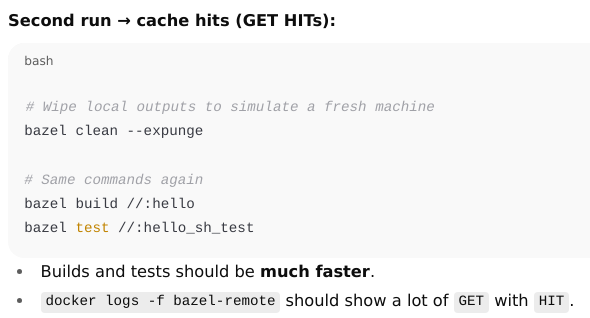 Second run → cache hits (GET HITs):
bash
# Wipe local outputs to simulate a fresh machine
bazel clean --expunge
# Same commands again
bazel build //:hello
bazel test //:hello_sh_test
• Builds and tests should be much faster.
• docker logs -f bazel-remote should show a lot of GET with HIT.